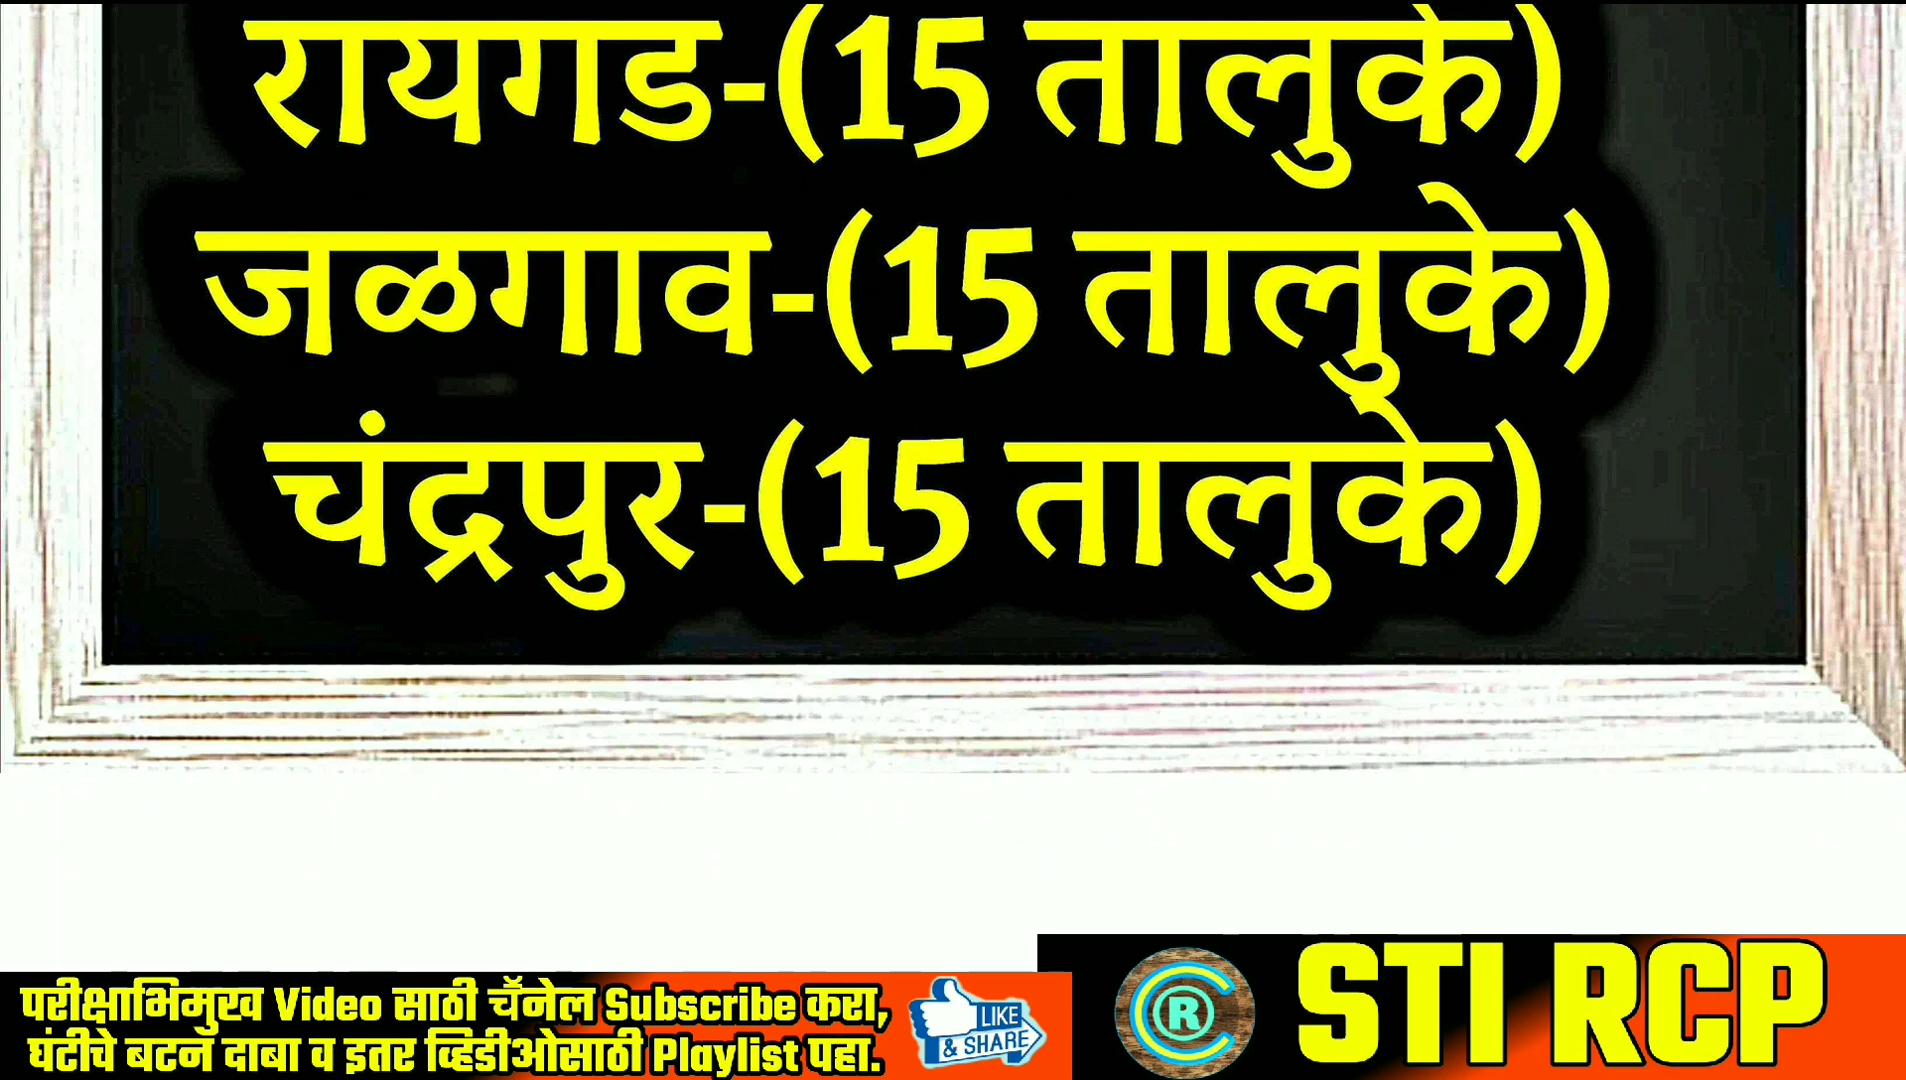 रायगड-(15 तालुके)
जळगाव-(15 तालुके)
चंद्रपुर-(15 तालुके)
परीक्षाभिमुख Video साठी चॅनेल Subscribe करा,
घंटीचे बटन दाबा व इतर व्हिडीओसाठी Playlist पहा.
LIKE
& SHARE
R
STI RCP